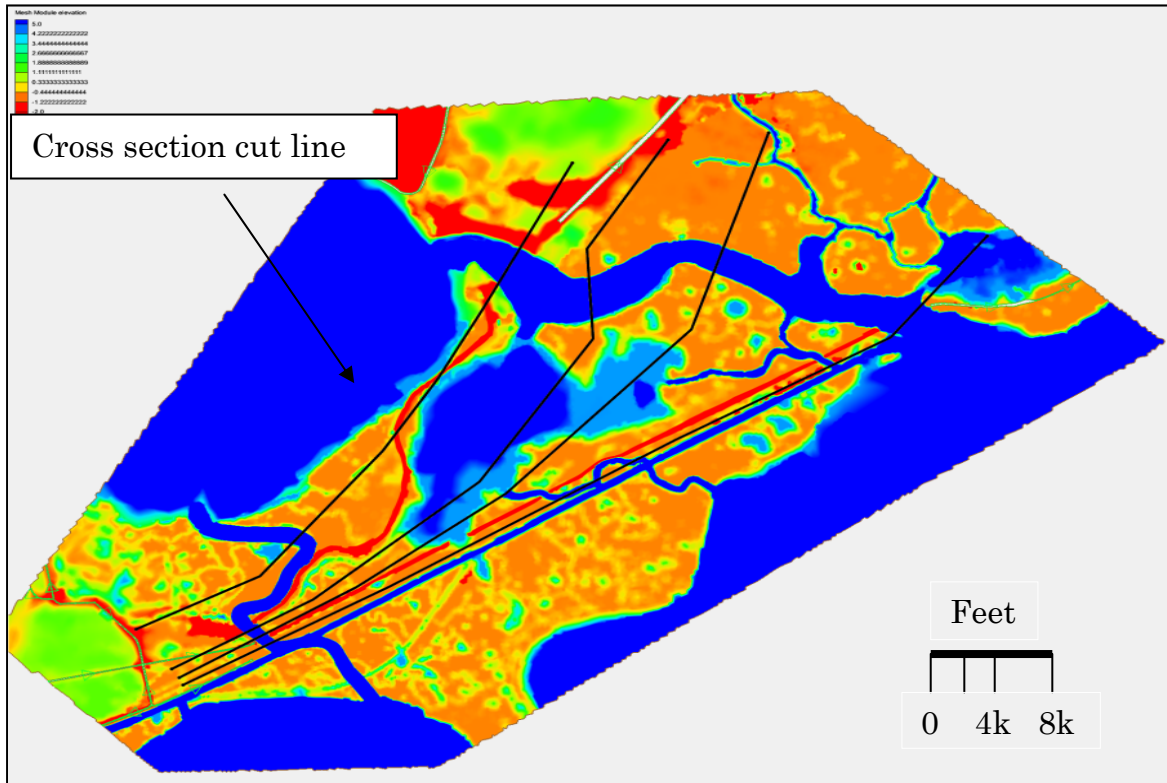 Mesh Module elevation
5.0
4.2222222222222
3.4444444444444
2.6666666666667
1.8888888888889
1.1111111111111
0.3333333333333
-0.444444444444
-1.222222222222
-2.0
Cross section cut line
Feet
0 4k 8k